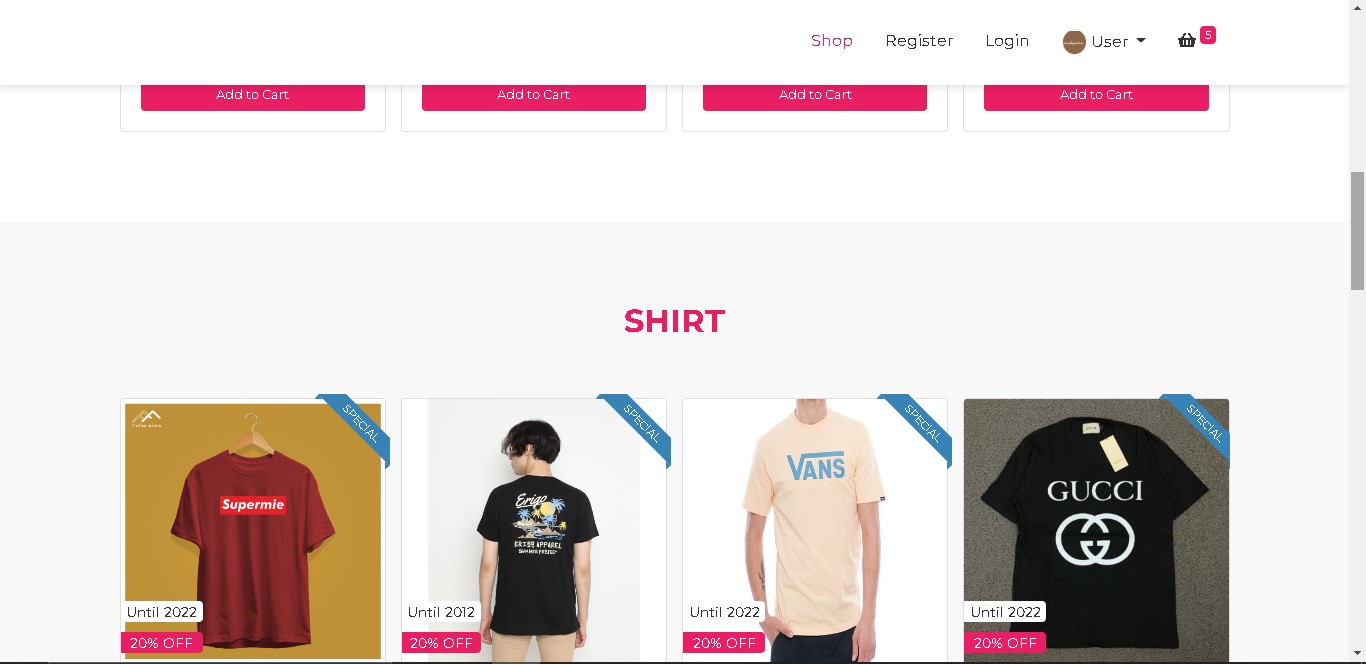 Shop Register Login User 5
Add to Cart Add to Cart Add to Cart Add to Cart
SHIRT
SPECIAL SPECIAL SPECIAL SPECIAL
Supermie
Erigo
ERIGO APPAREL
SUMMER PROJECT
VANS
GUCCI
Until 2022 Until 2012 Until 2022 Until 2022
20% OFF 20% OFF 20% OFF 20% OFF